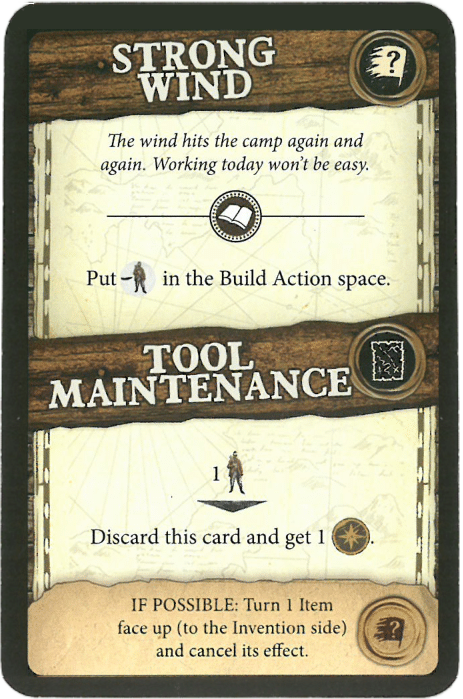 STRONG
WIND
?
The wind hits the camp again and
again. Working today won't be easy.
Put in the Build Action space.
TOOL
MAINTENANCE
1
Discard this card and get 1 .
IF POSSIBLE: Turn 1 Item
face up (to the Invention side)
and cancel its effect.
?